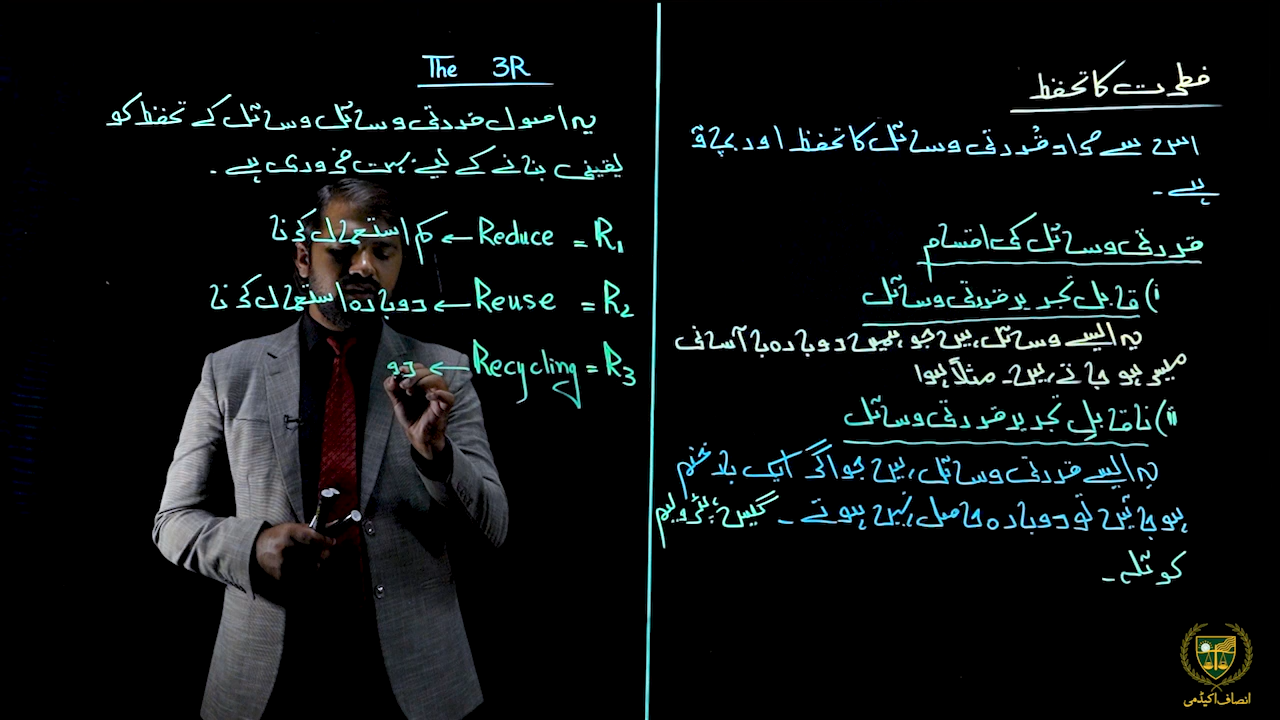 فطرت کا تحفظ
اس سے مراد قدرتی وسائل کا تحفظ اور بچاؤ
ہے۔
قدرتی وسائل کی اقسام
i) قابل تجدید قدرتی وسائل
یہ ایسے وسائل ہیں جو ہمیں دوبارہ با آسانی
میسر ہو جاتے ہیں۔ مثلاً ہوا
ii) ناقابلِ تجدید قدرتی وسائل
یہ ایسے قدرتی وسائل ہیں جو اگر ایک بار ختم
ہو جائیں تو دوبارہ حاصل نہیں ہوتے ۔ گیس، پٹرولیم
کوئلہ۔
The 3R
یہ اصول قدرتی وسائل وسائل کے تحفظ کو
یقینی بنانے کے لیے بہت ضروری ہے ۔
R1 = Reduce ← کم استعمال کرنا
R2 = Reuse ← دوبارہ استعمال کرنا
R3 = Recycling ← دو
انصاف اکیڈمی